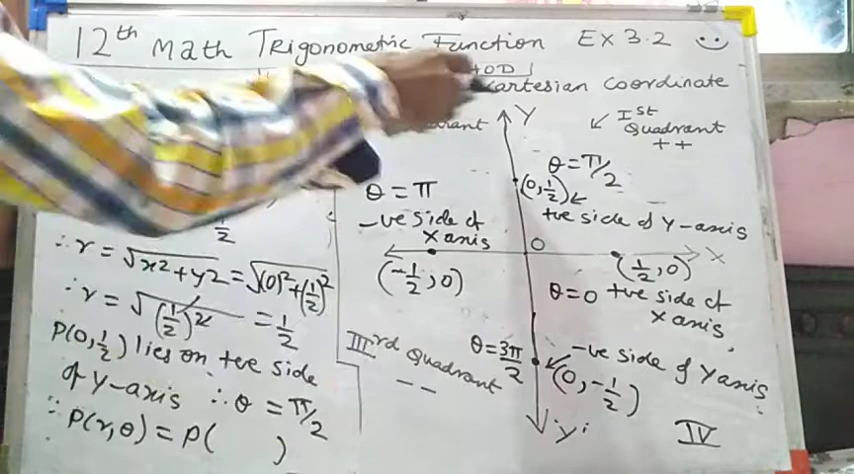 12th Math Trigonometric Function EX 3.2
Cartesian coordinate
1/2
∴ r = √x2+y2 = √(0)²+(1/2)²
∴ r = √(1/2)² = 1/2
P(0, 1/2) lies on +ve side
of Y-axis ∴ θ = π/2
∴ P(r, θ) = P( )
Y
Ist
Quadrant
+ +
θ = π/2
(0, 1/2)
+ve side of Y-axis
θ = π
-ve side of
X axis
(-1/2, 0)
O
X
(1/2, 0)
θ = 0 +ve side of
X axis
IIIrd Quadrant
- -
θ = 3π/2
-ve side of Y axis
(0, -1/2)
Y'
IV